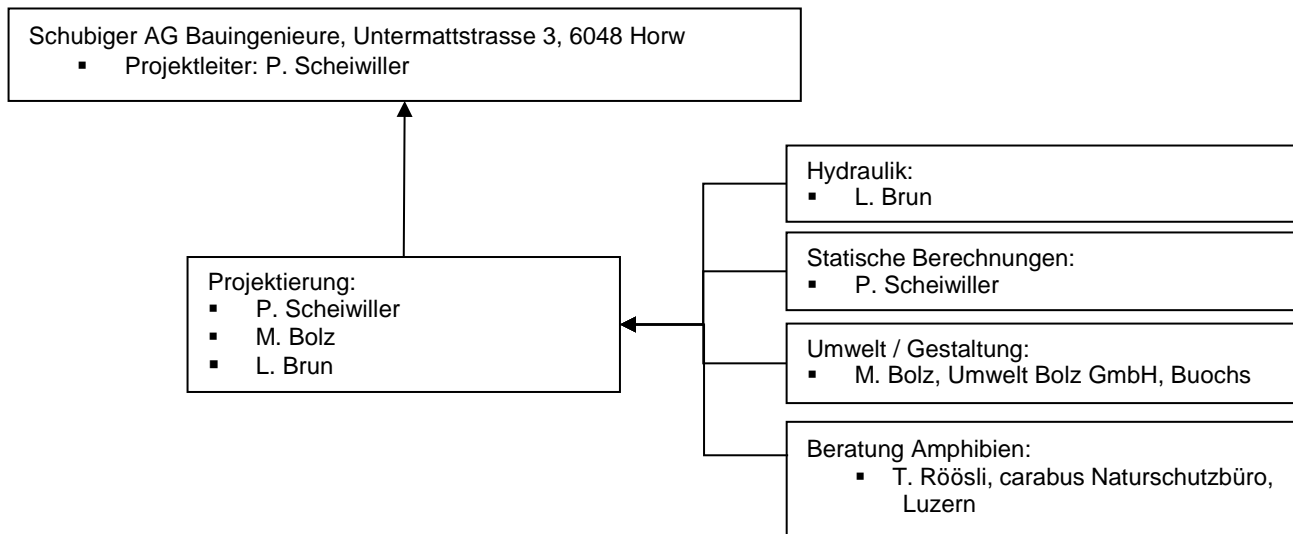 Schubiger AG Bauingenieure, Untermattstrasse 3, 6048 Horw
▪ Projektleiter: P. Scheiwiller
Projektierung:
▪ P. Scheiwiller
▪ M. Bolz
▪ L. Brun
Hydraulik:
▪ L. Brun
Statische Berechnungen:
▪ P. Scheiwiller
Umwelt / Gestaltung:
▪ M. Bolz, Umwelt Bolz GmbH, Buochs
Beratung Amphibien:
▪ T. Röösli, carabus Naturschutzbüro,
Luzern